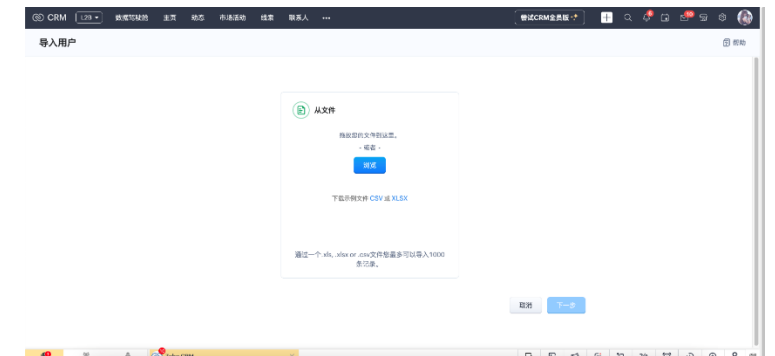 CRM L29 数据驾驶舱 主页 动态 市场活动 线索 联系人 ••• 尝试CRM全员版
导入用户
帮助
从文件
拖放您的文件到这里。
- 或者 -
浏览
下载示例文件 CSV 或 XLSX
通过一个 .xls, .xlsx or .csv文件您最多可以导入1000
条记录。
取消 下一步